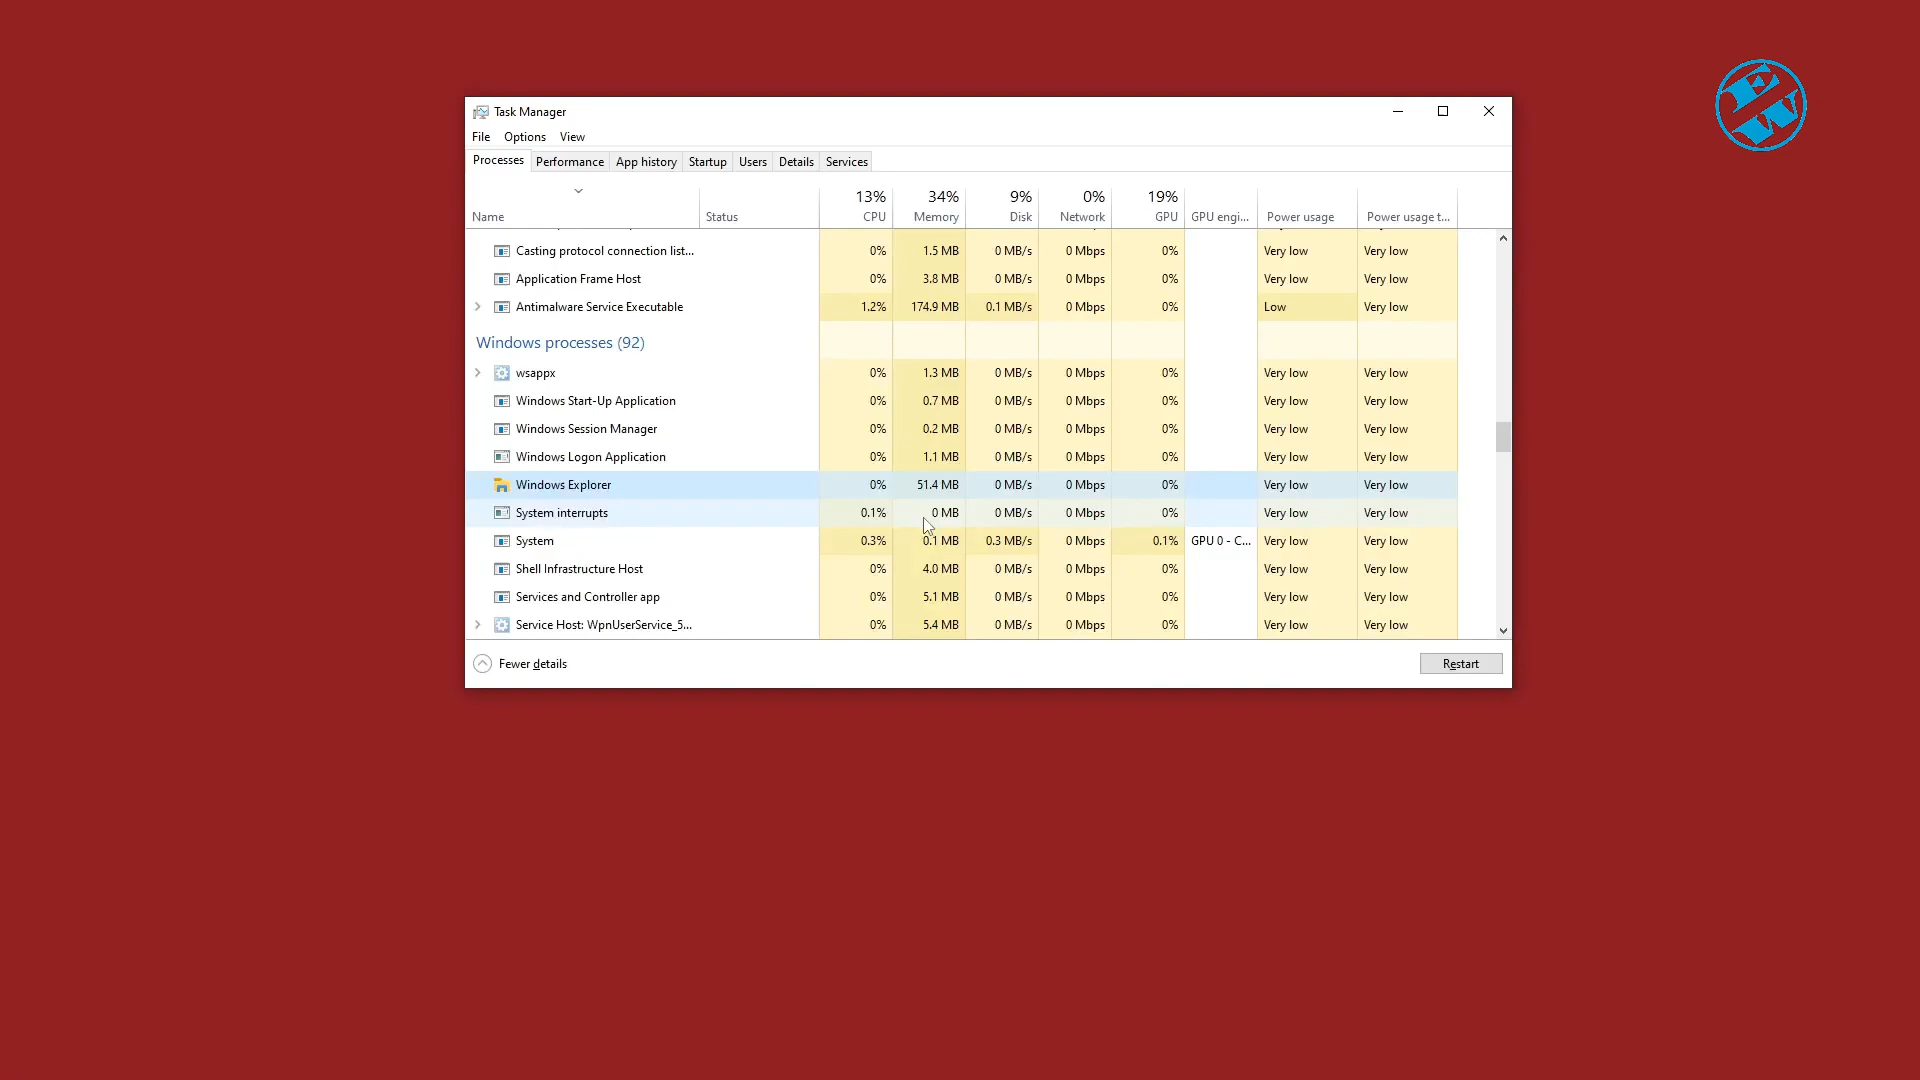 EW
Task Manager
File Options View
Processes Performance App history Startup Users Details Services
13% 34% 9% 0% 19%
Name Status CPU Memory Disk Network GPU GPU engi... Power usage Power usage t...
Casting protocol connection list... 0% 1.5 MB 0 MB/s 0 Mbps 0% Very low Very low
Application Frame Host 0% 3.8 MB 0 MB/s 0 Mbps 0% Very low Very low
Antimalware Service Executable 1.2% 174.9 MB 0.1 MB/s 0 Mbps 0% Low Very low
Windows processes (92)
wsappx 0% 1.3 MB 0 MB/s 0 Mbps 0% Very low Very low
Windows Start-Up Application 0% 0.7 MB 0 MB/s 0 Mbps 0% Very low Very low
Windows Session Manager 0% 0.2 MB 0 MB/s 0 Mbps 0% Very low Very low
Windows Logon Application 0% 1.1 MB 0 MB/s 0 Mbps 0% Very low Very low
Windows Explorer 0% 51.4 MB 0 MB/s 0 Mbps 0% Very low Very low
System interrupts 0.1% 0 MB 0 MB/s 0 Mbps 0% Very low Very low
System 0.3% 0.1 MB 0.3 MB/s 0 Mbps 0.1% GPU 0 - C... Very low Very low
Shell Infrastructure Host 0% 4.0 MB 0 MB/s 0 Mbps 0% Very low Very low
Services and Controller app 0% 5.1 MB 0 MB/s 0 Mbps 0% Very low Very low
Service Host: WpnUserService_5... 0% 5.4 MB 0 MB/s 0 Mbps 0% Very low Very low
Fewer details Restart